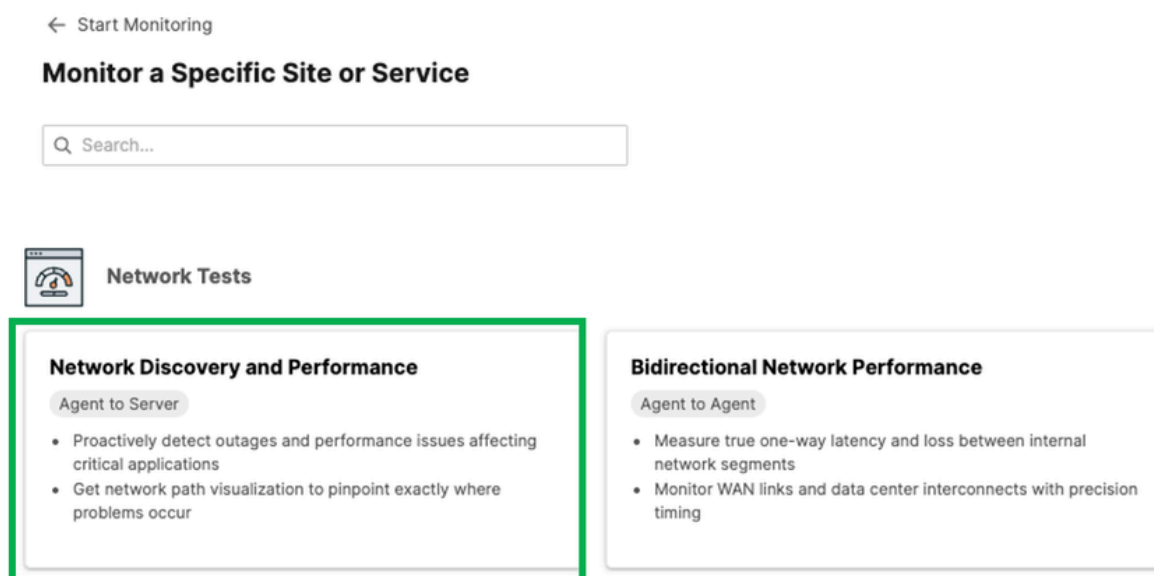 ← Start Monitoring
Monitor a Specific Site or Service
Search...
Network Tests
Network Discovery and Performance
Agent to Server
• Proactively detect outages and performance issues affecting
critical applications
• Get network path visualization to pinpoint exactly where
problems occur
Bidirectional Network Performance
Agent to Agent
• Measure true one-way latency and loss between internal
network segments
• Monitor WAN links and data center interconnects with precision
timing